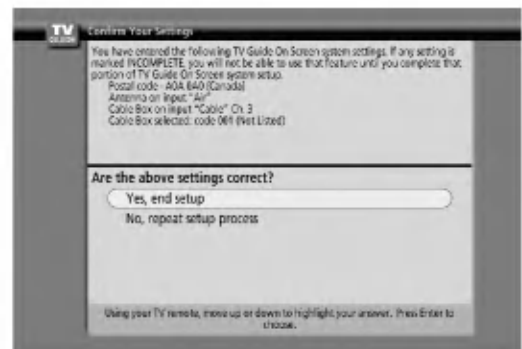 TV
GUIDE
Confirm Your Settings
You have entered the following TV Guide On Screen system settings. If any setting is
marked INCOMPLETE, you will not be able to use that feature until you complete that
portion of TV Guide On Screen system setup.
Postal code - A0A 0A0 (Canada)
Antenna on input "Air"
Cable Box on input "Cable" Ch. 3
Cable Box selected: code 001 (Not Listed)
Are the above settings correct?
Yes, end setup
No, repeat setup process
Using your TV remote, move up or down to highlight your answer. Press Enter to
choose.